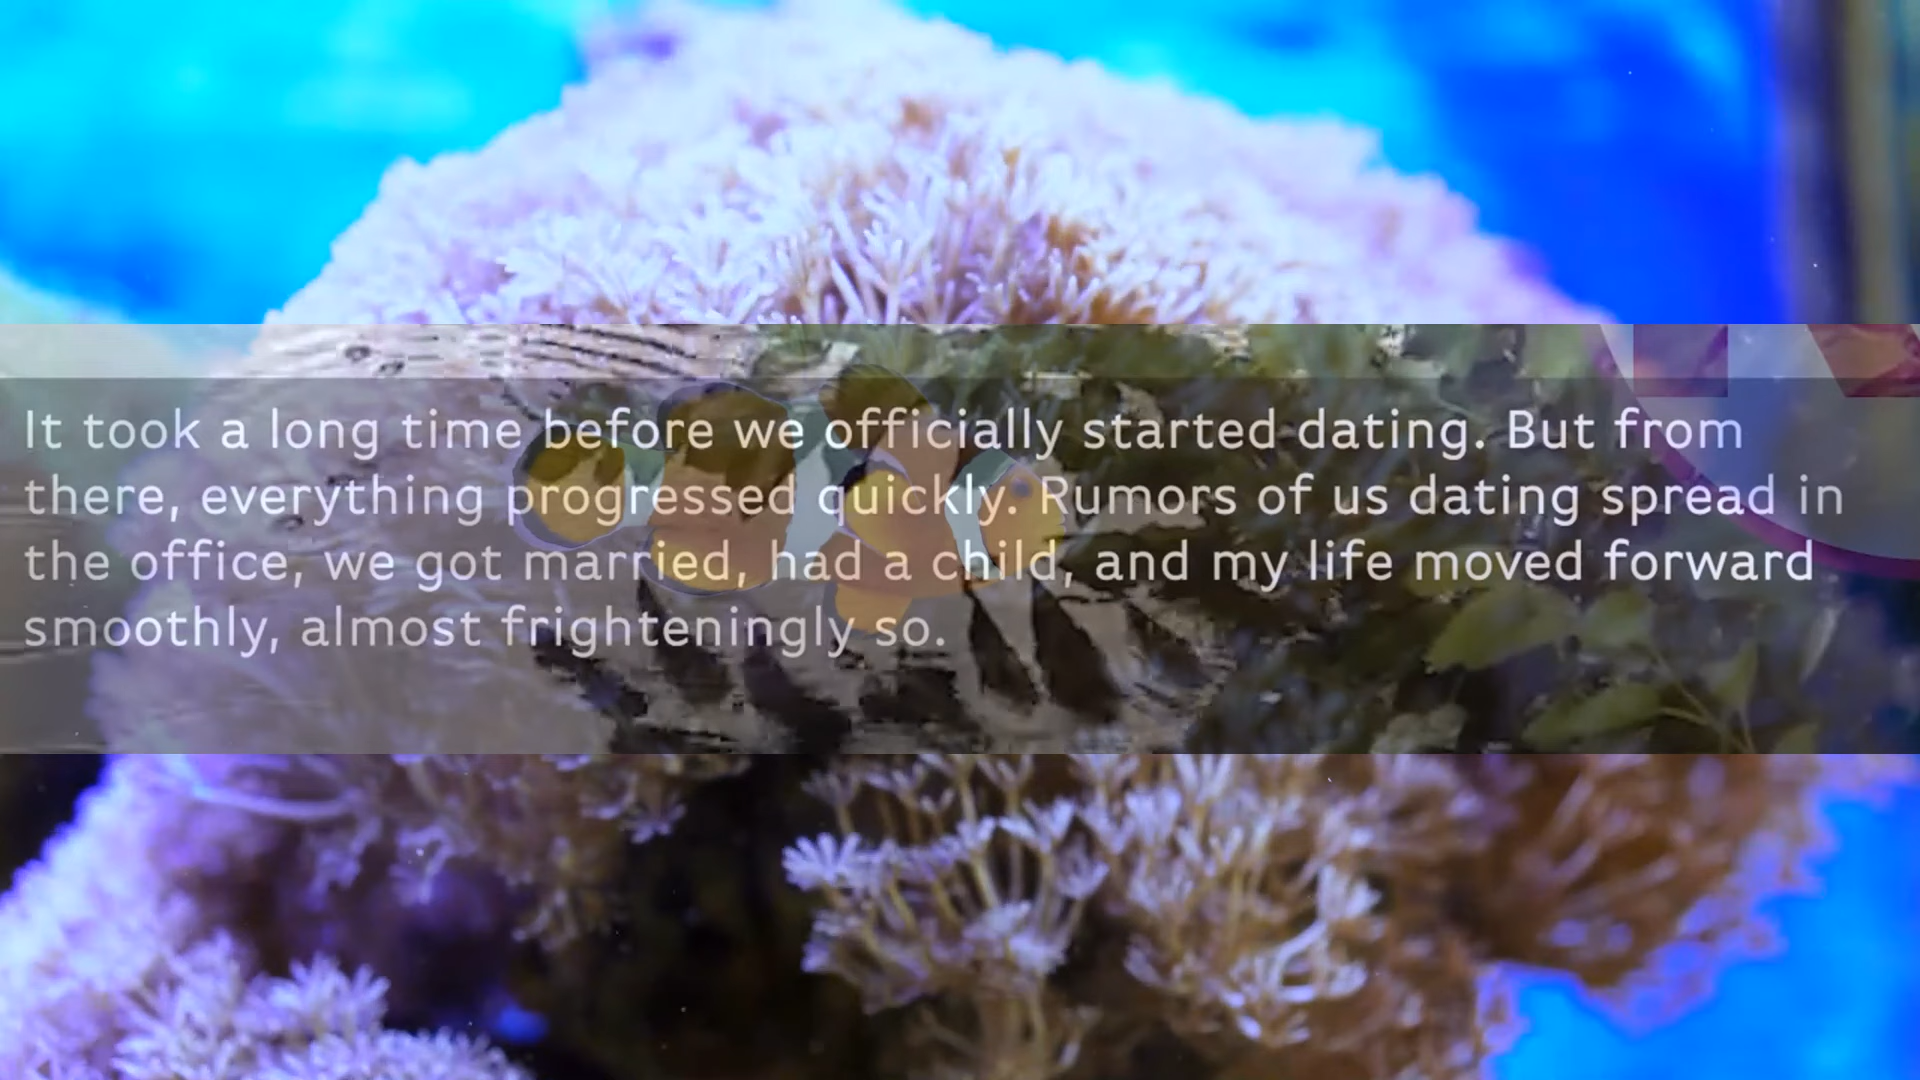 It took a long time before we officially started dating. But from
there, everything progressed quickly. Rumors of us dating spread in
the office, we got married, had a child, and my life moved forward
smoothly, almost frighteningly so.